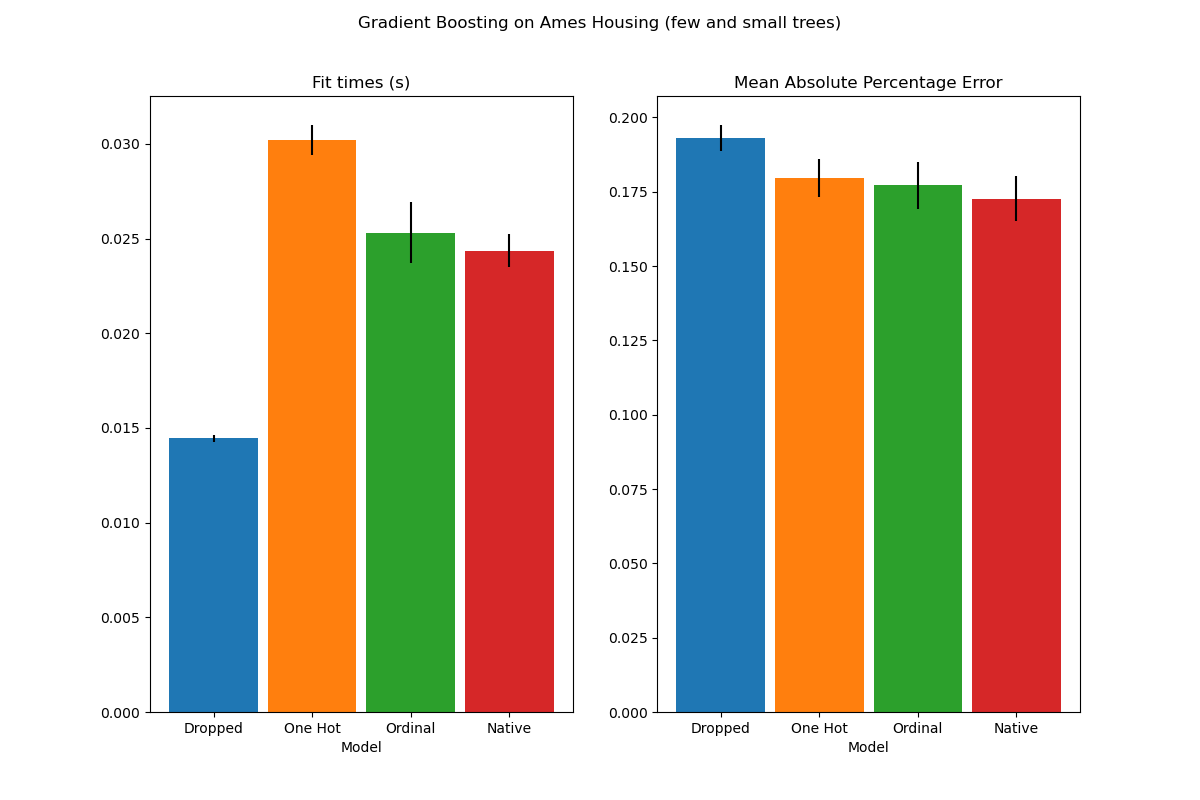 Gradient Boosting on Ames Housing (few and small trees)
Fit times (s)
0.030
0.025
0.020
0.015
0.010
0.005
0.000
Dropped One Hot Ordinal Native
Model
Mean Absolute Percentage Error
0.200
0.175
0.150
0.125
0.100
0.075
0.050
0.025
0.000
Dropped One Hot Ordinal Native
Model